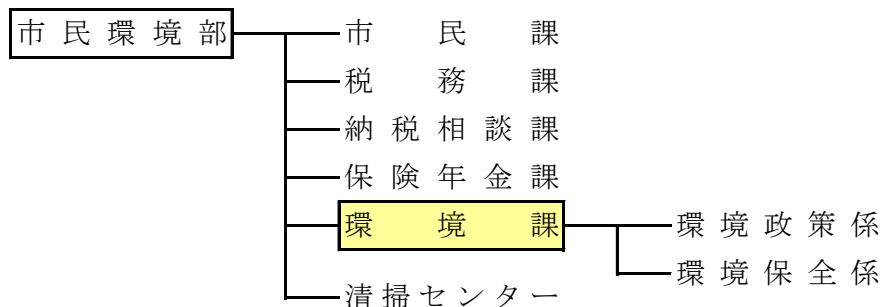 市民環境部
市民課
税務課
納税相談課
保険年金課
環境課
環境政策係
環境保全係
清掃センター